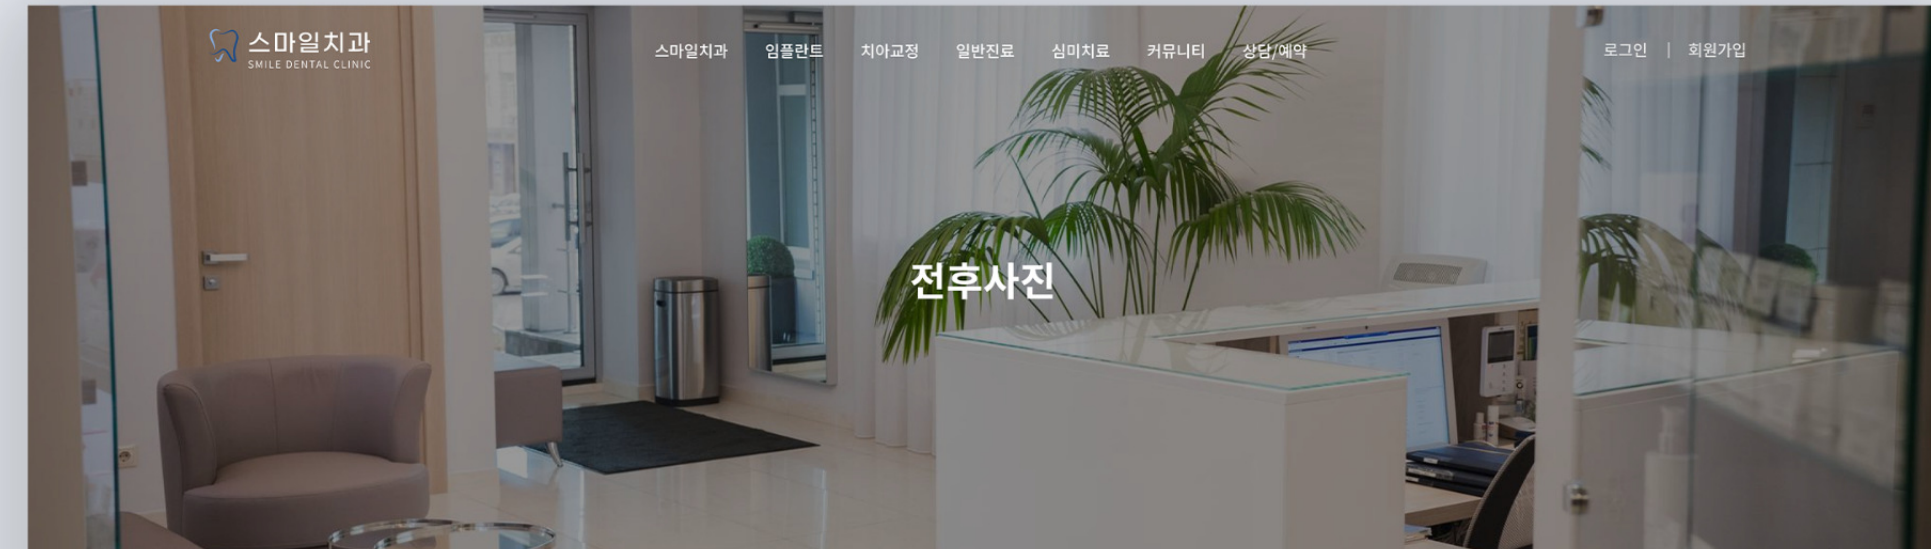 스마일치과
SMILE DENTAL CLINIC
스마일치과 임플란트 치아교정 일반진료 심미치료 커뮤니티 상담/예약
로그인 | 회원가입
전후사진